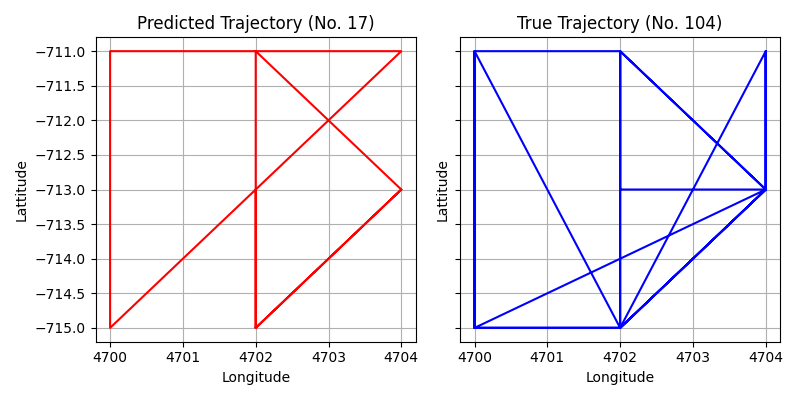 Predicted Trajectory (No. 17)
True Trajectory (No. 104)
−711.0
−711.5
−712.0
−712.5
−713.0
−713.5
−714.0
−714.5
−715.0
Lattitude
Lattitude
4700 4701 4702 4703 4704
4700 4701 4702 4703 4704
Longitude
Longitude